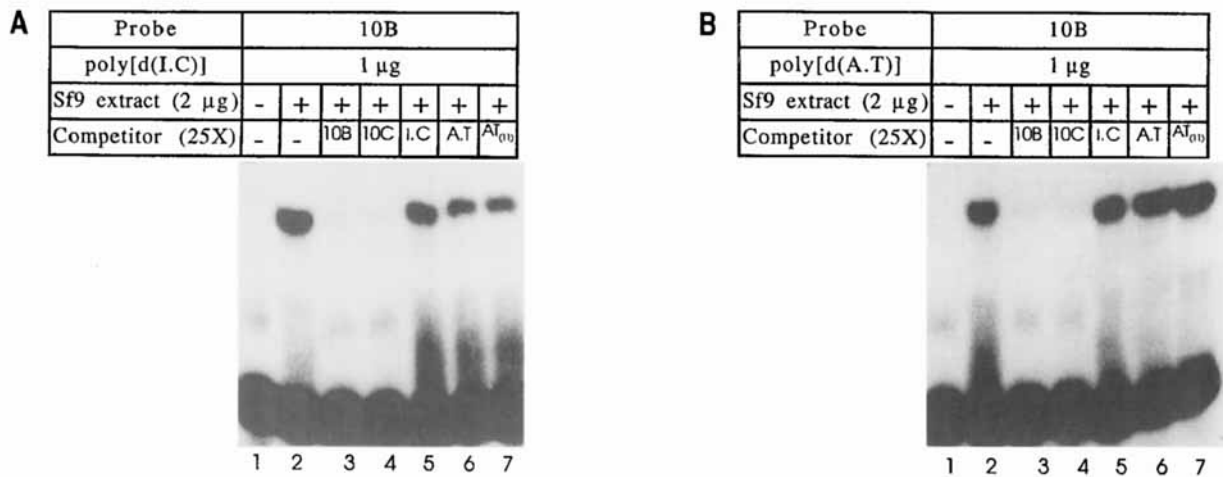 A
Probe 10B
poly[d(I.C)] 1 µg
Sf9 extract (2 µg) - + + + + + +
Competitor (25X) - - 10B 10C I.C A.T AT(11)
1 2 3 4 5 6 7
B
Probe 10B
poly[d(A.T)] 1 µg
Sf9 extract (2 µg) - + + + + + +
Competitor (25X) - - 10B 10C I.C A.T AT(11)
1 2 3 4 5 6 7